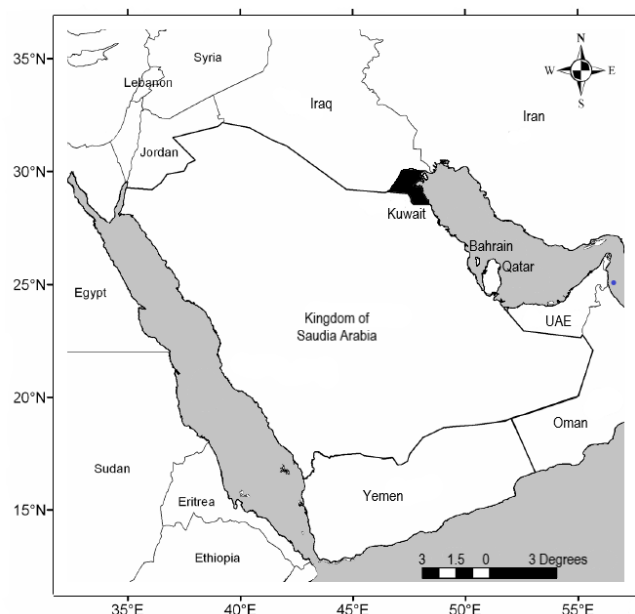 35°N
30°N
25°N
20°N
15°N
N
W E
S
Syria
Lebanon
Iraq
Iran
Jordan
Kuwait
Bahrain
Qatar
Egypt
Kingdom of
Saudia Arabia
UAE
Oman
Sudan
Yemen
Eritrea
Ethiopia
3 1.5 0 3 Degrees
35°E 40°E 45°E 50°E 55°E